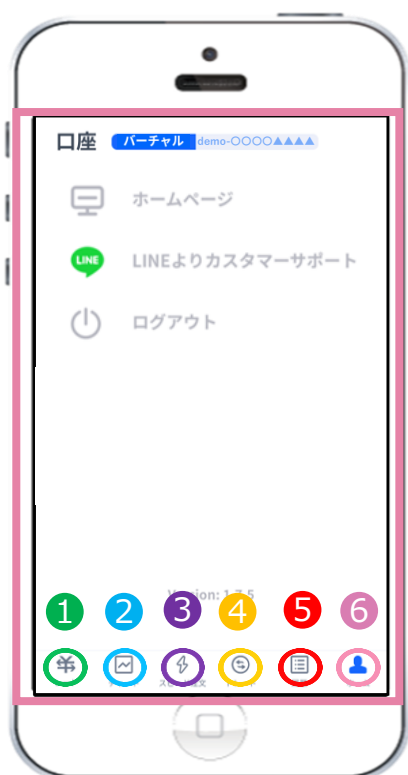 口座 バーチャル demo-〇〇〇〇▲▲▲▲
ホームページ
LINE LINEよりカスタマーサポート
ログアウト
Version: 1.7.5
1 2 3 4 5 6